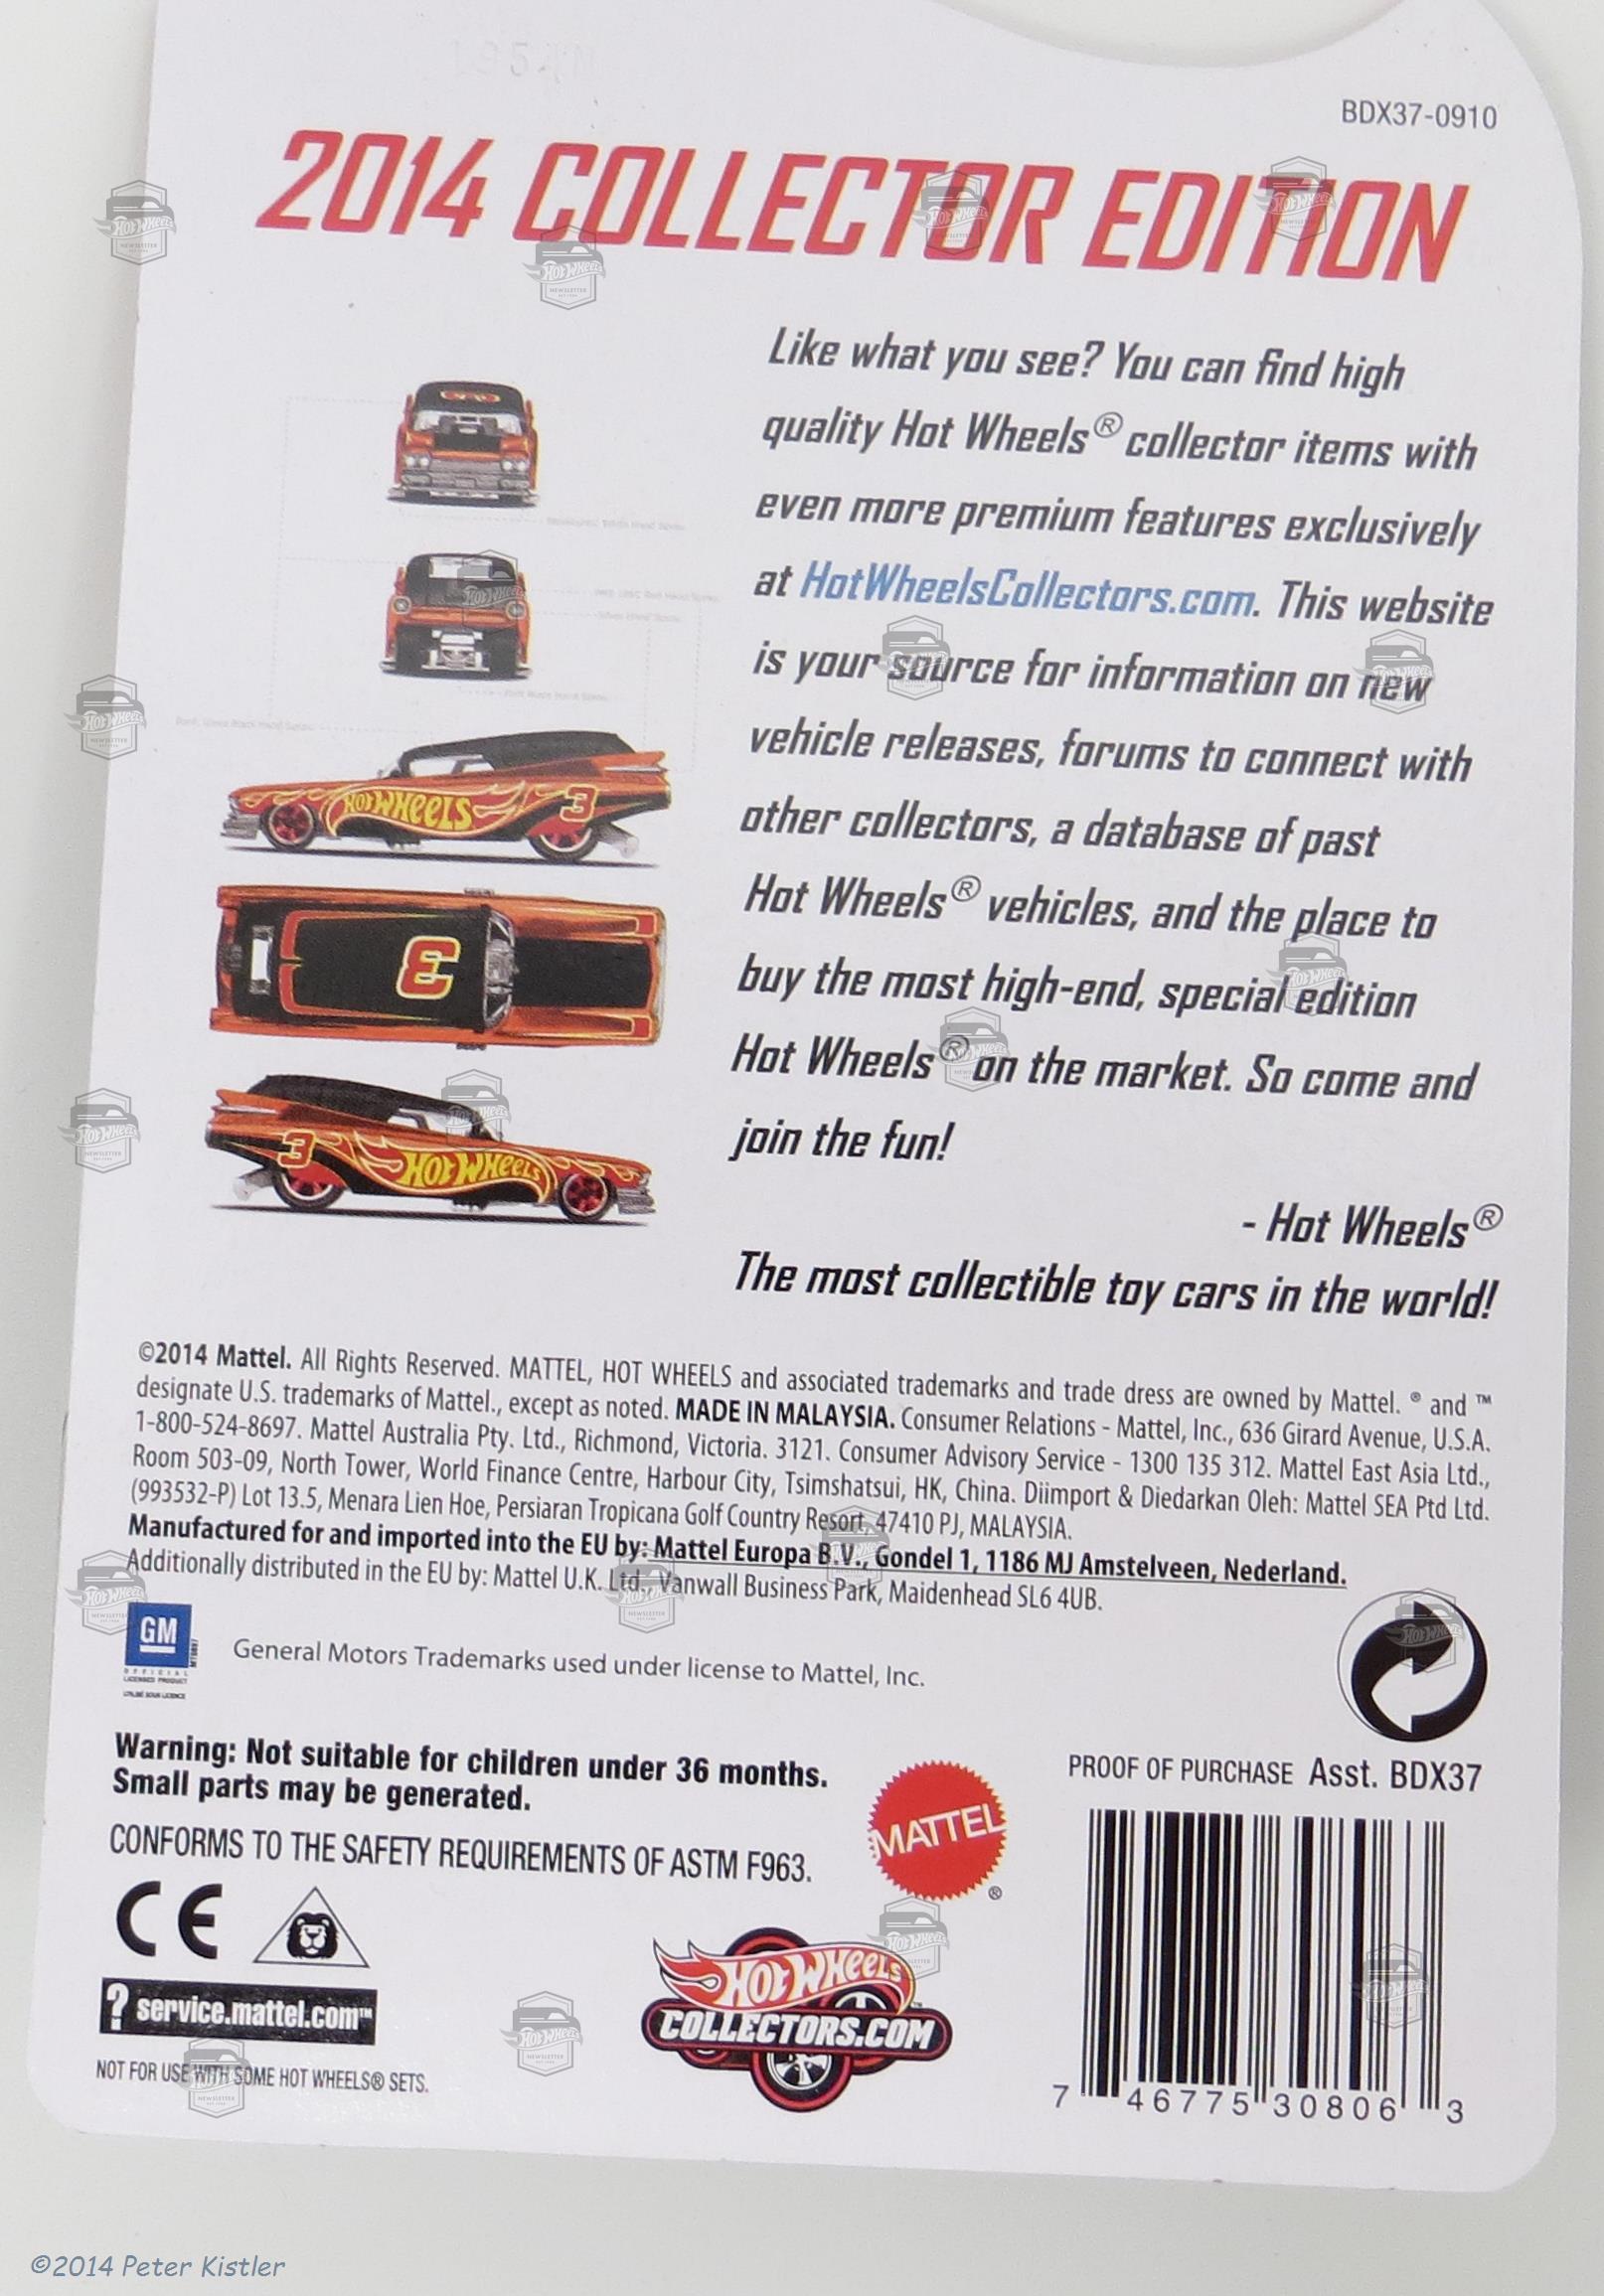 BDX37-0910
2014 COLLECTOR EDITION
Like what you see? You can find high
quality Hot Wheels® collector items with
even more premium features exclusively
at HotWheelsCollectors.com. This website
is your source for information on new
vehicle releases, forums to connect with
other collectors, a database of past
Hot Wheels® vehicles, and the place to
buy the most high-end, special edition
Hot Wheels® on the market. So come and
join the fun!
- Hot Wheels®
The most collectible toy cars in the world!
HOT WHEELS 3
3
3 HOT WHEELS
©2014 Mattel. All Rights Reserved. MATTEL, HOT WHEELS and associated trademarks and trade dress are owned by Mattel. ® and ™
designate U.S. trademarks of Mattel., except as noted. MADE IN MALAYSIA. Consumer Relations - Mattel, Inc., 636 Girard Avenue, U.S.A.
1-800-524-8697. Mattel Australia Pty. Ltd., Richmond, Victoria. 3121. Consumer Advisory Service - 1300 135 312. Mattel East Asia Ltd.,
Room 503-09, North Tower, World Finance Centre, Harbour City, Tsimshatsui, HK, China. Diimport & Diedarkan Oleh: Mattel SEA Ptd Ltd.
(993532-P) Lot 13.5, Menara Lien Hoe, Persiaran Tropicana Golf Country Resort, 47410 PJ, MALAYSIA.
Manufactured for and imported into the EU by: Mattel Europa B.V., Gondel 1, 1186 MJ Amstelveen, Nederland.
Additionally distributed in the EU by: Mattel U.K. Ltd., Vanwall Business Park, Maidenhead SL6 4UB.
GM
OFFICIAL
LICENSED PRODUCT
General Motors Trademarks used under license to Mattel, Inc.
Warning: Not suitable for children under 36 months.
Small parts may be generated.
CONFORMS TO THE SAFETY REQUIREMENTS OF ASTM F963.
CE
? service.mattel.com™
NOT FOR USE WITH SOME HOT WHEELS® SETS.
MATTEL®
HOT WHEELS™
COLLECTORS.COM
PROOF OF PURCHASE Asst. BDX37
7 46775 30806 3
©2014 Peter Kistler